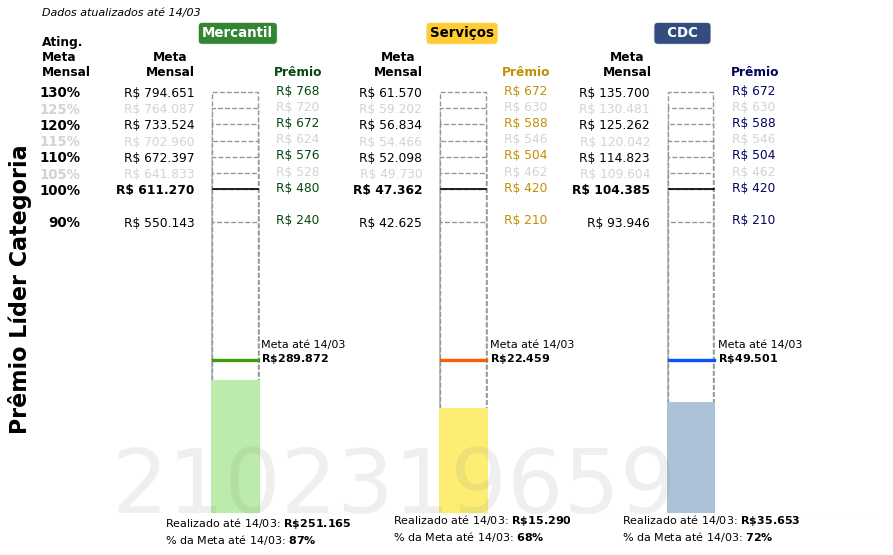 Dados atualizados até 14/03
Mercantil Serviços CDC
Ating.
Meta
Mensal
Meta
Mensal Prêmio Meta
Mensal Prêmio Meta
Mensal Prêmio
130% R$ 794.651 R$ 768 R$ 61.570 R$ 672 R$ 135.700 R$ 672
125% R$ 764.087 R$ 720 R$ 59.202 R$ 630 R$ 130.481 R$ 630
120% R$ 733.524 R$ 672 R$ 56.834 R$ 588 R$ 125.262 R$ 588
115% R$ 702.960 R$ 624 R$ 54.466 R$ 546 R$ 120.042 R$ 546
110% R$ 672.397 R$ 576 R$ 52.098 R$ 504 R$ 114.823 R$ 504
105% R$ 641.833 R$ 528 R$ 49.730 R$ 462 R$ 109.604 R$ 462
100% R$ 611.270 R$ 480 R$ 47.362 R$ 420 R$ 104.385 R$ 420
90% R$ 550.143 R$ 240 R$ 42.625 R$ 210 R$ 93.946 R$ 210
Prêmio Líder Categoria
Meta até 14/03 Meta até 14/03 Meta até 14/03
R$289.872 R$22.459 R$49.501
2102319659
Realizado até 14/03: R$251.165 Realizado até 14/03: R$15.290 Realizado até 14/03: R$35.653
% da Meta até 14/03: 87% % da Meta até 14/03: 68% % da Meta até 14/03: 72%